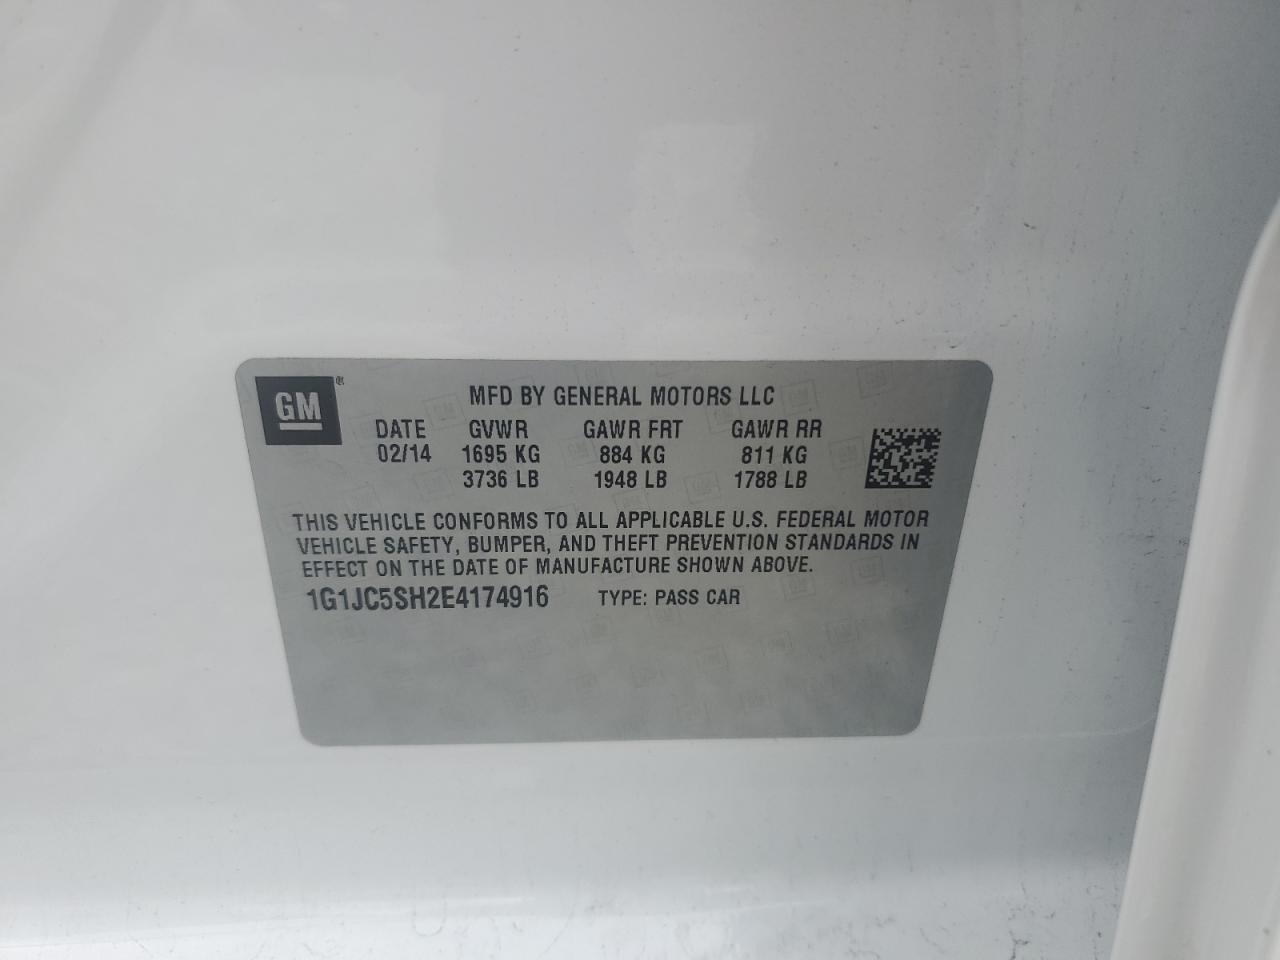 GM
MFD BY GENERAL MOTORS LLC
DATE GVWR GAWR FRT GAWR RR
02/14 1695 KG 884 KG 811 KG
3736 LB 1948 LB 1788 LB
THIS VEHICLE CONFORMS TO ALL APPLICABLE U.S. FEDERAL MOTOR
VEHICLE SAFETY, BUMPER, AND THEFT PREVENTION STANDARDS IN
EFFECT ON THE DATE OF MANUFACTURE SHOWN ABOVE.
1G1JC5SH2E4174916 TYPE: PASS CAR